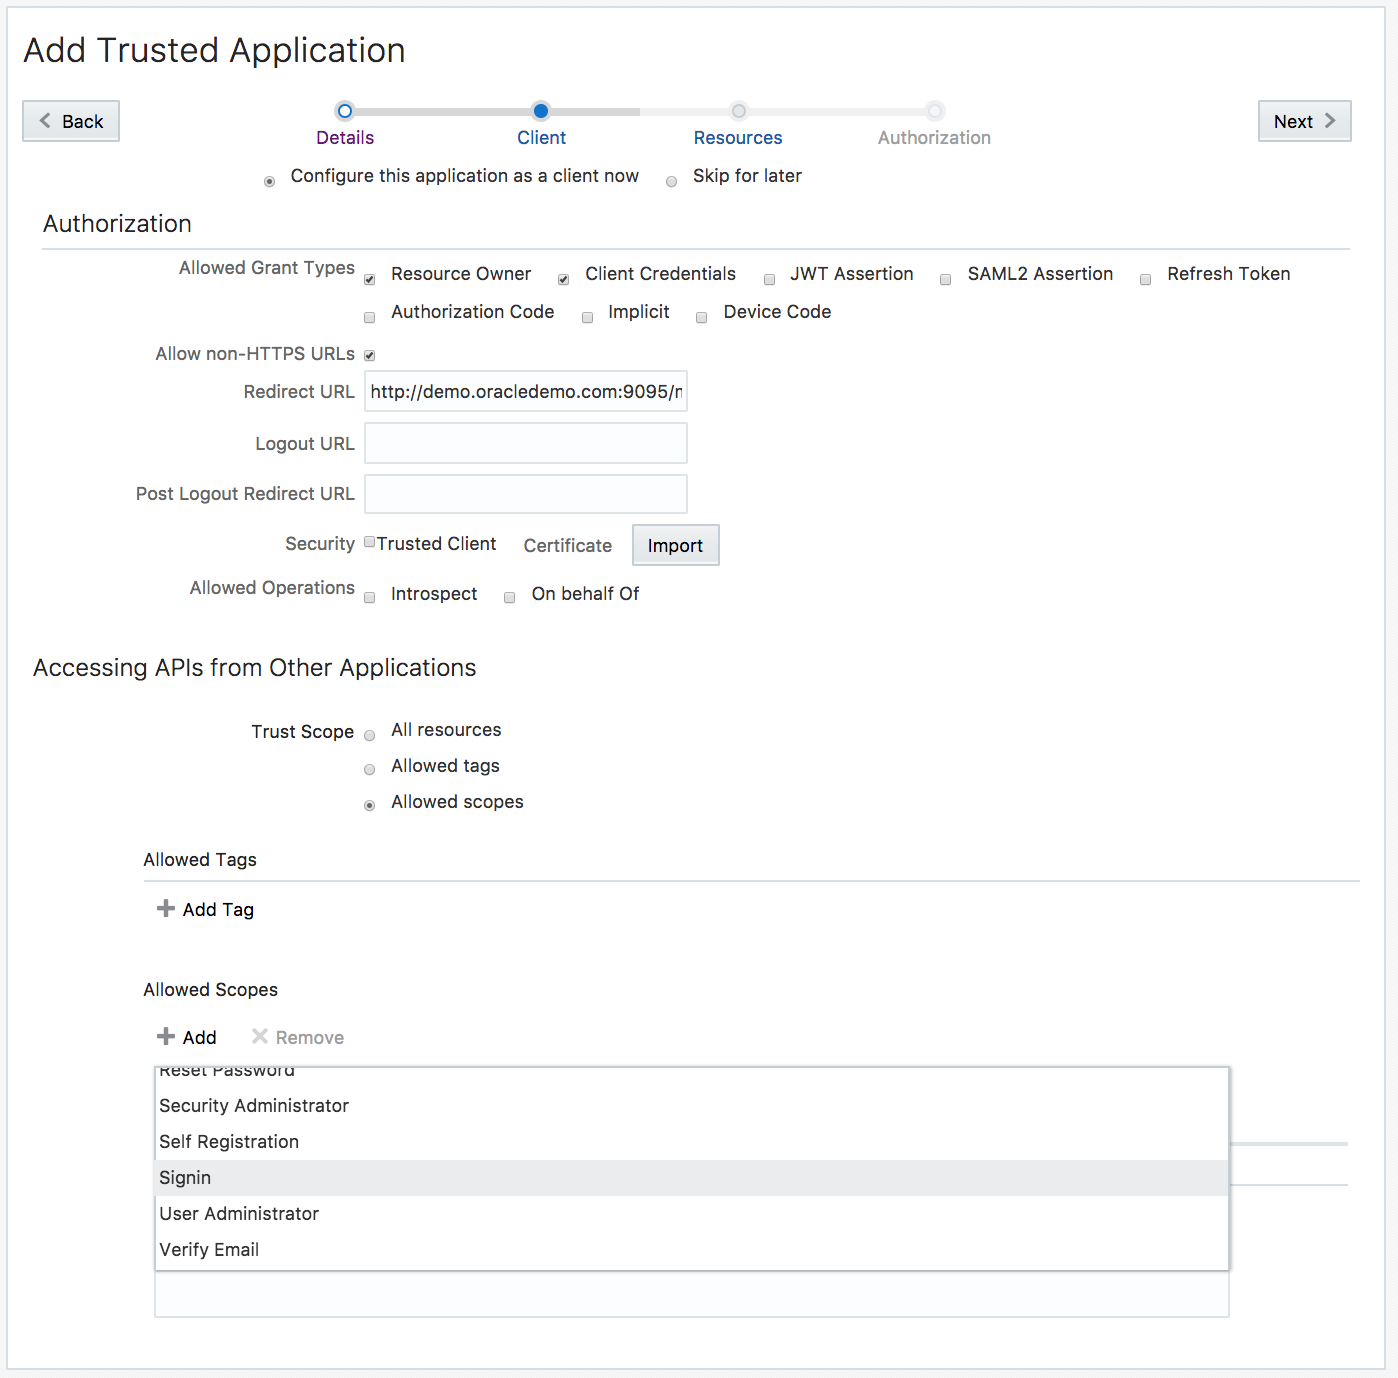 Add Trusted Application
Back
Next
Details Client Resources Authorization
Configure this application as a client now Skip for later
Authorization
Allowed Grant Types Resource Owner Client Credentials JWT Assertion SAML2 Assertion Refresh Token
Authorization Code Implicit Device Code
Allow non-HTTPS URLs
Redirect URL http://demo.oracledemo.com:9095/
Logout URL
Post Logout Redirect URL
Security Trusted Client Certificate Import
Allowed Operations Introspect On behalf Of
Accessing APIs from Other Applications
Trust Scope All resources
Allowed tags
Allowed scopes
Allowed Tags
Add Tag
Allowed Scopes
Add Remove
Reset Password
Security Administrator
Self Registration
Signin
User Administrator
Verify Email